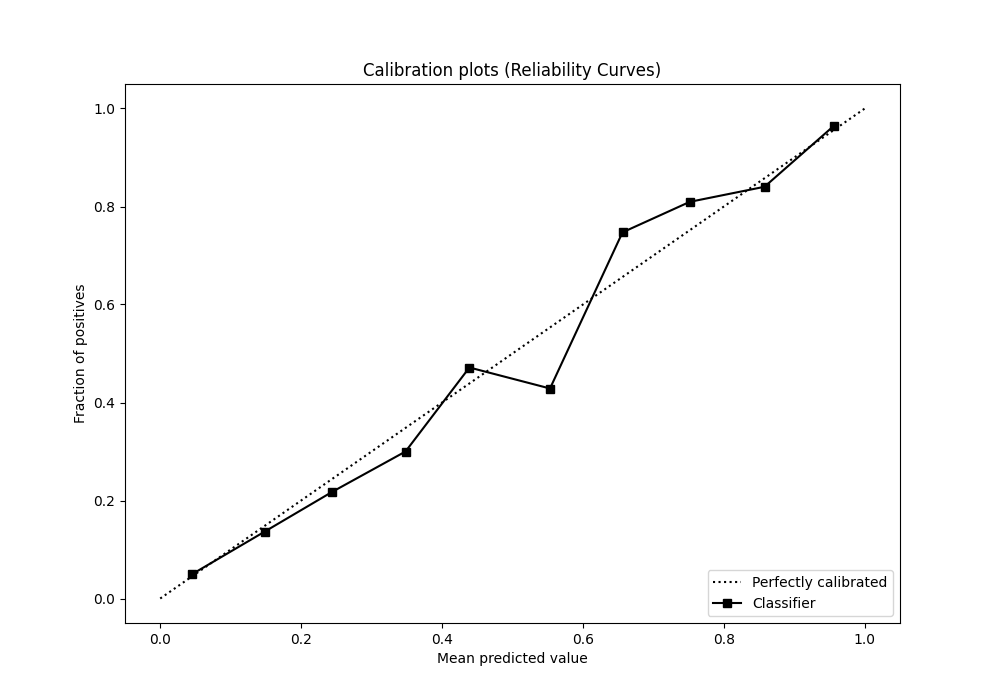 Calibration plots (Reliability Curves)
1.0
0.8
0.6
0.4
0.2
0.0
Fraction of positives
Perfectly calibrated
Classifier
0.0 0.2 0.4 0.6 0.8 1.0
Mean predicted value